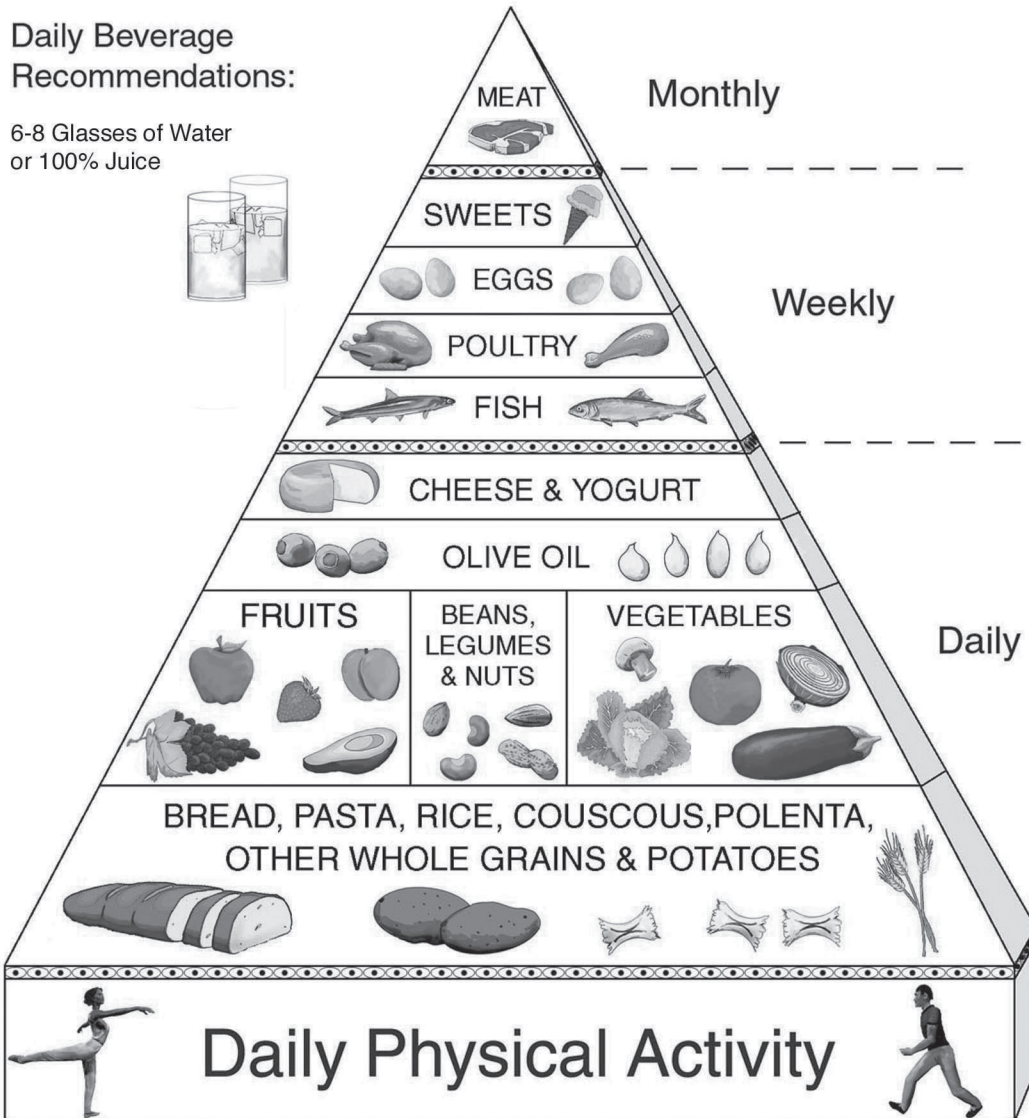 Daily Beverage
Recommendations:
6-8 Glasses of Water
or 100% Juice
MEAT
Monthly
SWEETS
EGGS
Weekly
POULTRY
FISH
CHEESE & YOGURT
OLIVE OIL
FRUITS
BEANS,
LEGUMES
& NUTS
VEGETABLES
Daily
BREAD, PASTA, RICE, COUSCOUS,POLENTA,
OTHER WHOLE GRAINS & POTATOES
Daily Physical Activity